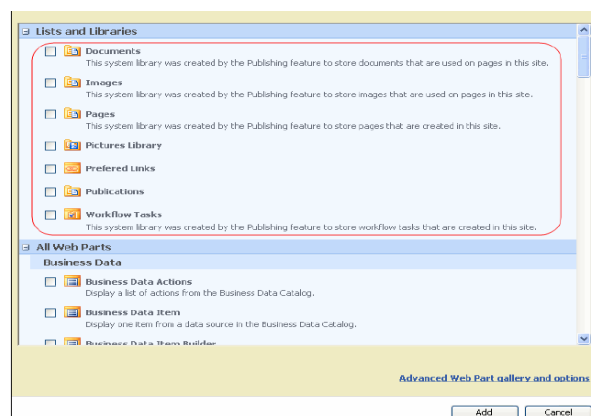 Lists and Libraries
Documents
This system library was created by the Publishing feature to store documents that are used on pages in this site.
Images
This system library was created by the Publishing feature to store images that are used on pages in this site.
Pages
This system library was created by the Publishing feature to store pages that are created in this site.
Pictures Library
Prefered Links
Publications
Workflow Tasks
This system library was created by the Publishing feature to store workflow tasks that are created in this site.
All Web Parts
Business Data
Business Data Actions
Display a list of actions from the Business Data Catalog.
Business Data Item
Display one item from a data source in the Business Data Catalog.
Business Data Item Builder
Advanced Web Part gallery and options
Add Cancel